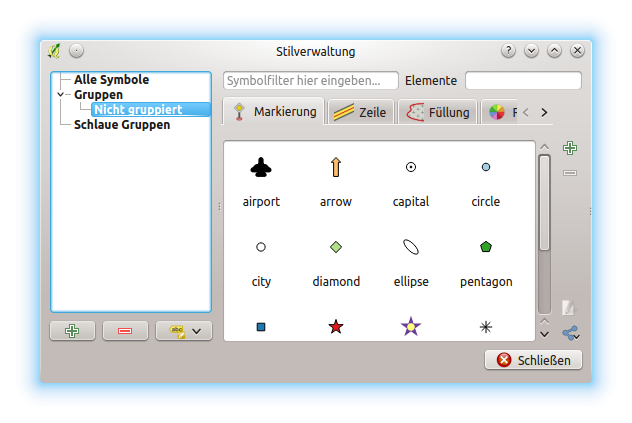 Stilverwaltung
Alle Symbole
Gruppen
Nicht gruppiert
Schlaue Gruppen
Symbolfilter hier eingeben... Elemente
Markierung Zeile Füllung
airport arrow capital circle
city diamond ellipse pentagon
abc
Schließen